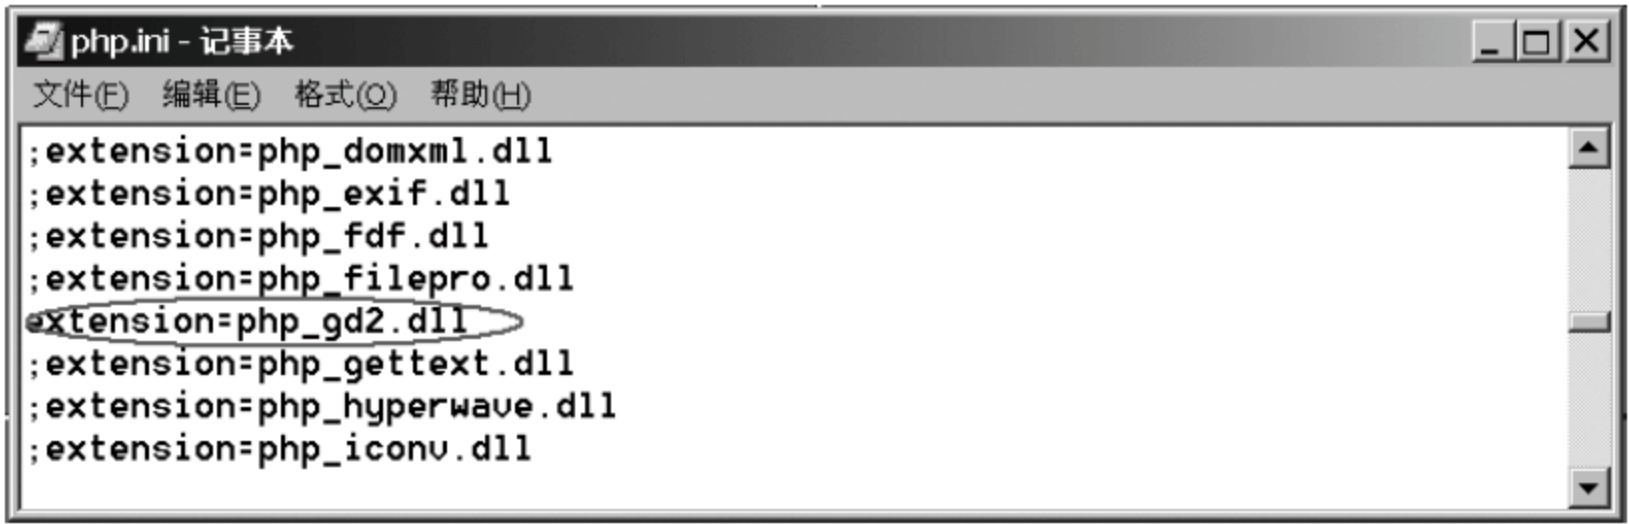 php.ini - 记事本
文件(F) 编辑(E) 格式(O) 帮助(H)
;extension=php_domxml.dll
;extension=php_exif.dll
;extension=php_fdf.dll
;extension=php_filepro.dll
extension=php_gd2.dll
;extension=php_gettext.dll
;extension=php_hyperwave.dll
;extension=php_iconv.dll